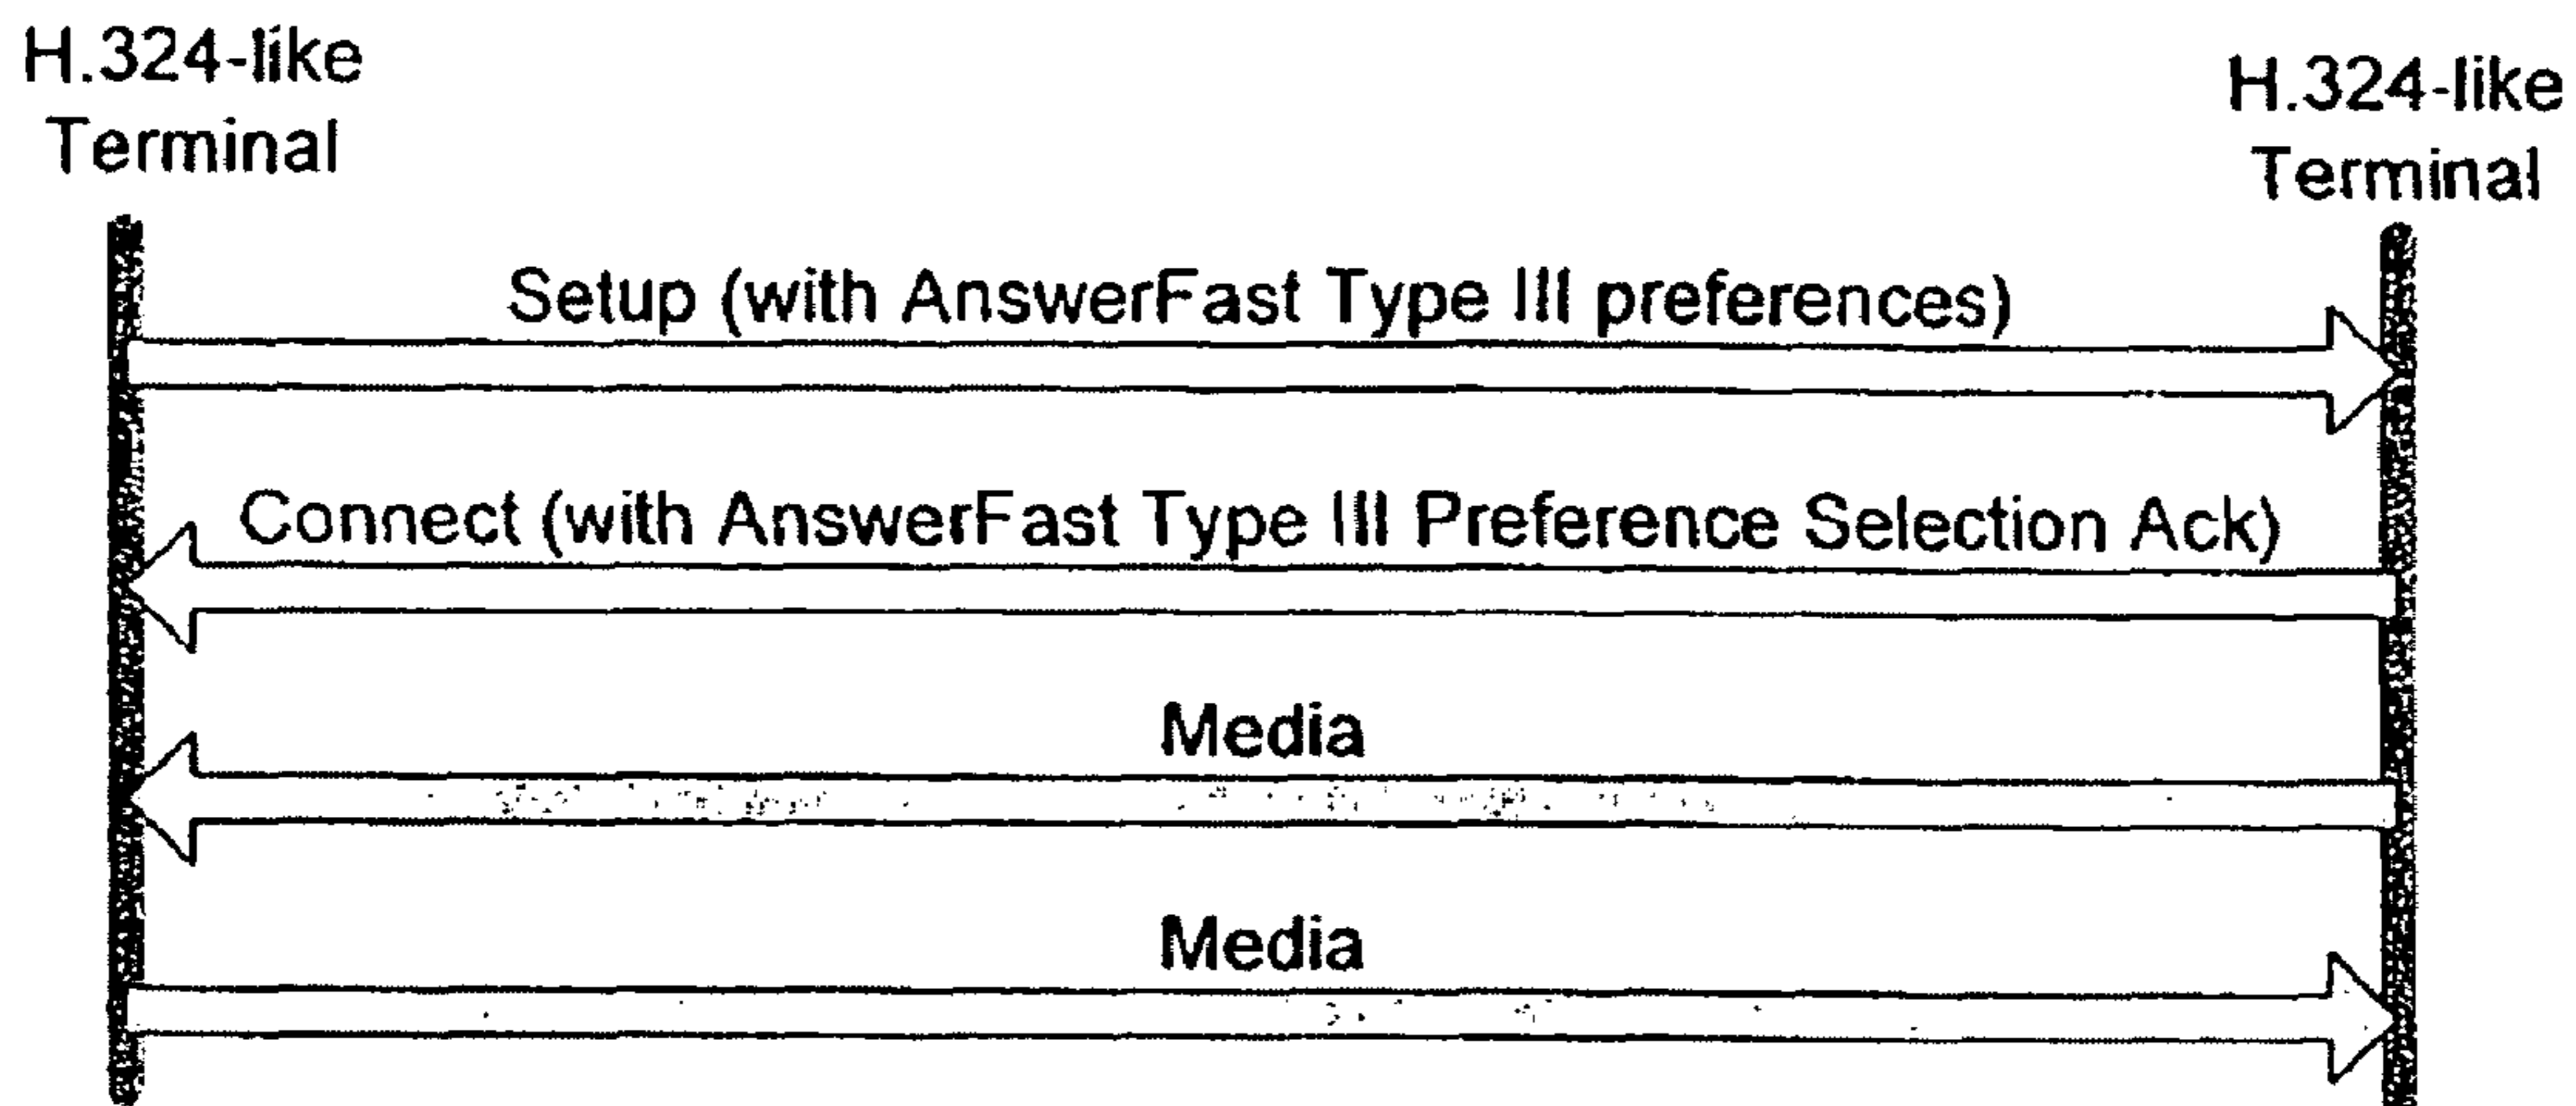 H.324-like
Terminal
H.324-like
Terminal
Setup (with AnswerFast Type III preferences)
Connect (with AnswerFast Type III Preference Selection Ack)
Media
Media